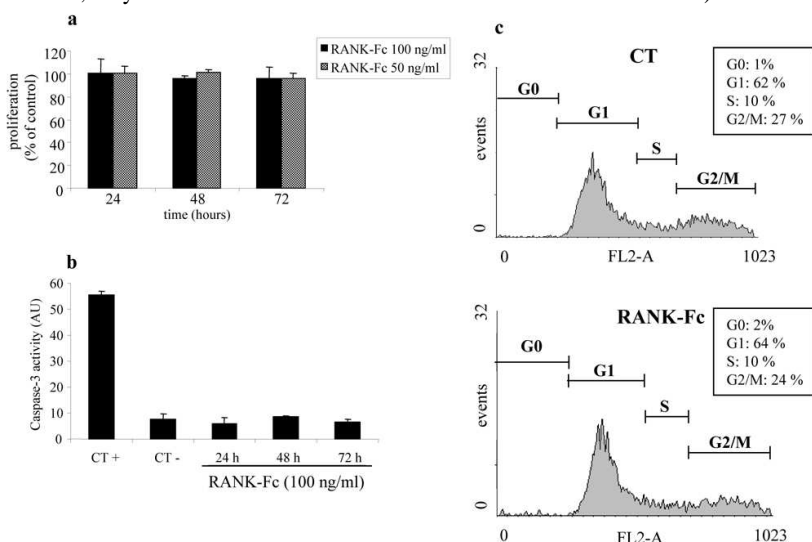 a
120
100
80
60
40
20
0
proliferation
(% of control)
RANK-Fc 100 ng/ml
RANK-Fc 50 ng/ml
24 48 72
time (hours)
b
60
50
40
30
20
10
0
Caspase-3 activity (AU)
CT + CT - 24 h 48 h 72 h
RANK-Fc (100 ng/ml)
c
CT
32
events
0
G0
G1
S
G2/M
G0: 1%
G1: 62 %
S: 10 %
G2/M: 27 %
0 FL2-A 1023
RANK-Fc
32
events
0
G0
G1
S
G2/M
G0: 2%
G1: 64 %
S: 10 %
G2/M: 24 %
0 FL2-A 1023